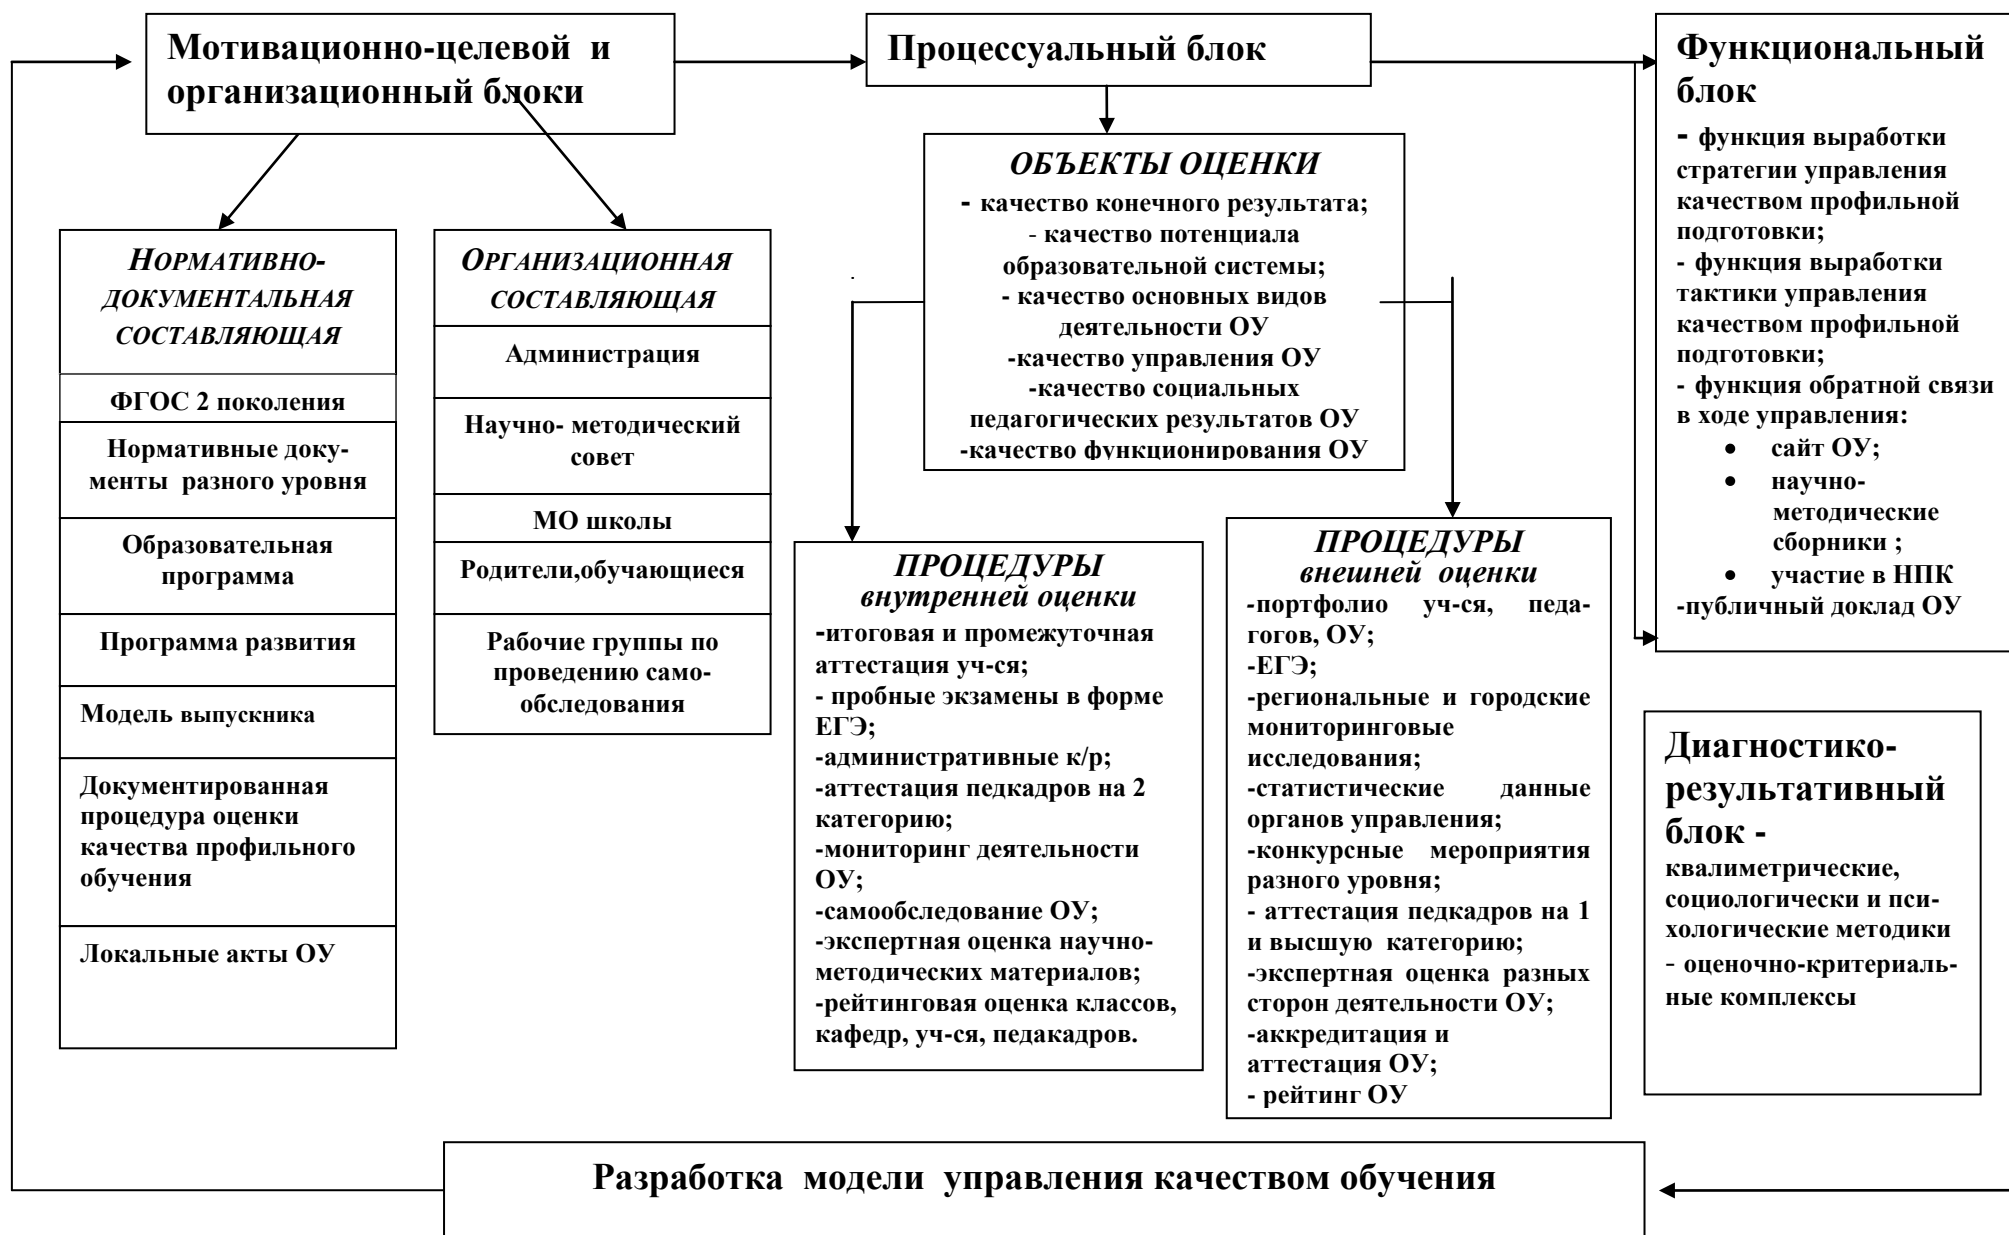 Мотивационно-целевой и
организационный блоки
Процессуальный блок
Функциональный
блок
- функция выработки
стратегии управления
качеством профильной
подготовки;
- функция выработки
тактики управления
качеством профильной
подготовки;
- функция обратной связи
в ходе управления:
• сайт ОУ;
• научно-
методические
сборники ;
• участие в НПК
-публичный доклад ОУ
ОБЪЕКТЫ ОЦЕНКИ
- качество конечного результата;
- качество потенциала
образовательной системы;
- качество основных видов
деятельности ОУ
-качество управления ОУ
-качество социальных
педагогических результатов ОУ
-качество функционирования ОУ
НОРМАТИВНО-
ДОКУМЕНТАЛЬНАЯ
СОСТАВЛЯЮЩАЯ
ФГОС 2 поколения
Нормативные доку-
менты разного уровня
Образовательная
программа
Программа развития
Модель выпускника
Документированная
процедура оценки
качества профильного
обучения
Локальные акты ОУ
ОРГАНИЗАЦИОННАЯ
СОСТАВЛЯЮЩАЯ
Администрация
Научно- методический
совет
МО школы
Родители,обучающиеся
Рабочие группы по
проведению само-
обследования
ПРОЦЕДУРЫ
внутренней оценки
-итоговая и промежуточная
аттестация уч-ся;
- пробные экзамены в форме
ЕГЭ;
-административные к/р;
-аттестация педкадров на 2
категорию;
-мониторинг деятельности
ОУ;
-самообследование ОУ;
-экспертная оценка научно-
методических материалов;
-рейтинговая оценка классов,
кафедр, уч-ся, педакадров.
ПРОЦЕДУРЫ
внешней оценки
-портфолио уч-ся, педа-
гогов, ОУ;
-ЕГЭ;
-региональные и городские
мониторинговые
исследования;
-статистические данные
органов управления;
-конкурсные мероприятия
разного уровня;
- аттестация педкадров на 1
и высшую категорию;
-экспертная оценка разных
сторон деятельности ОУ;
-аккредитация и
аттестация ОУ;
- рейтинг ОУ
Диагностико-
результативный
блок -
квалиметрические,
социологически и пси-
хологические методики
- оценочно-критериаль-
ные комплексы
Разработка модели управления качеством обучения